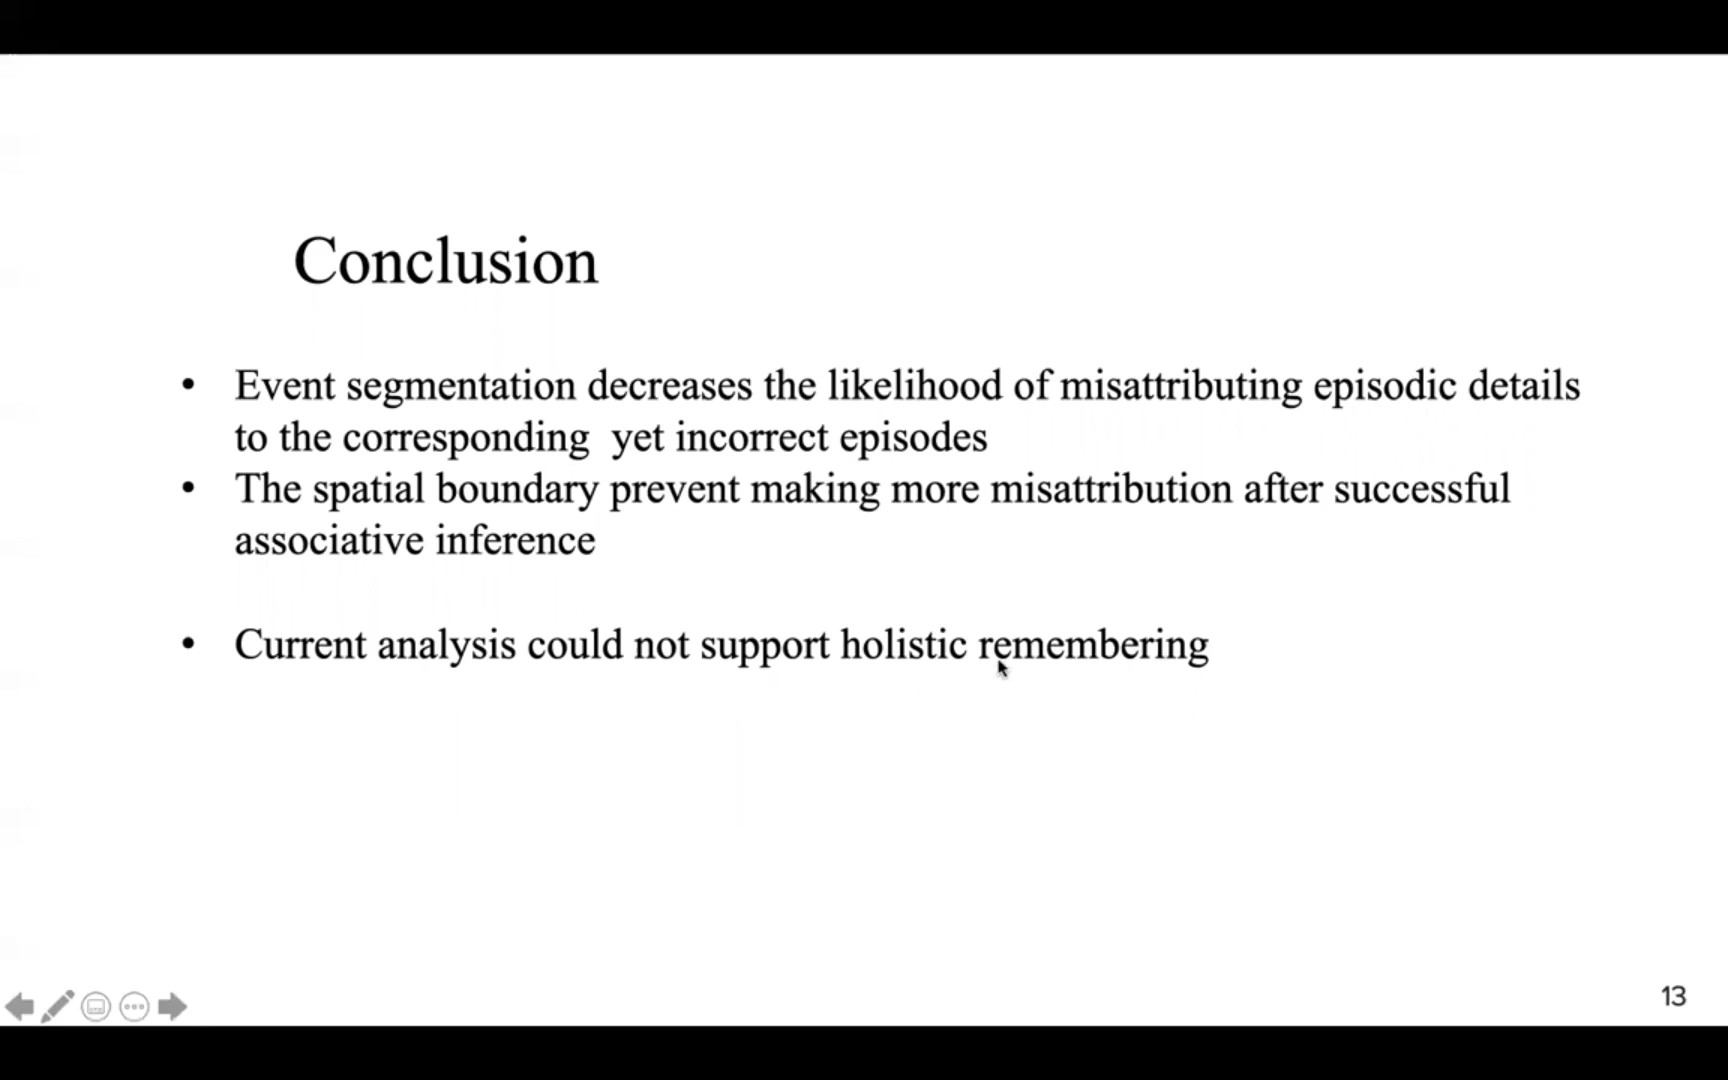 Conclusion
• Event segmentation decreases the likelihood of misattributing episodic details
to the corresponding  yet incorrect episodes
• The spatial boundary prevent making more misattribution after successful
associative inference
• Current analysis could not support holistic remembering
13